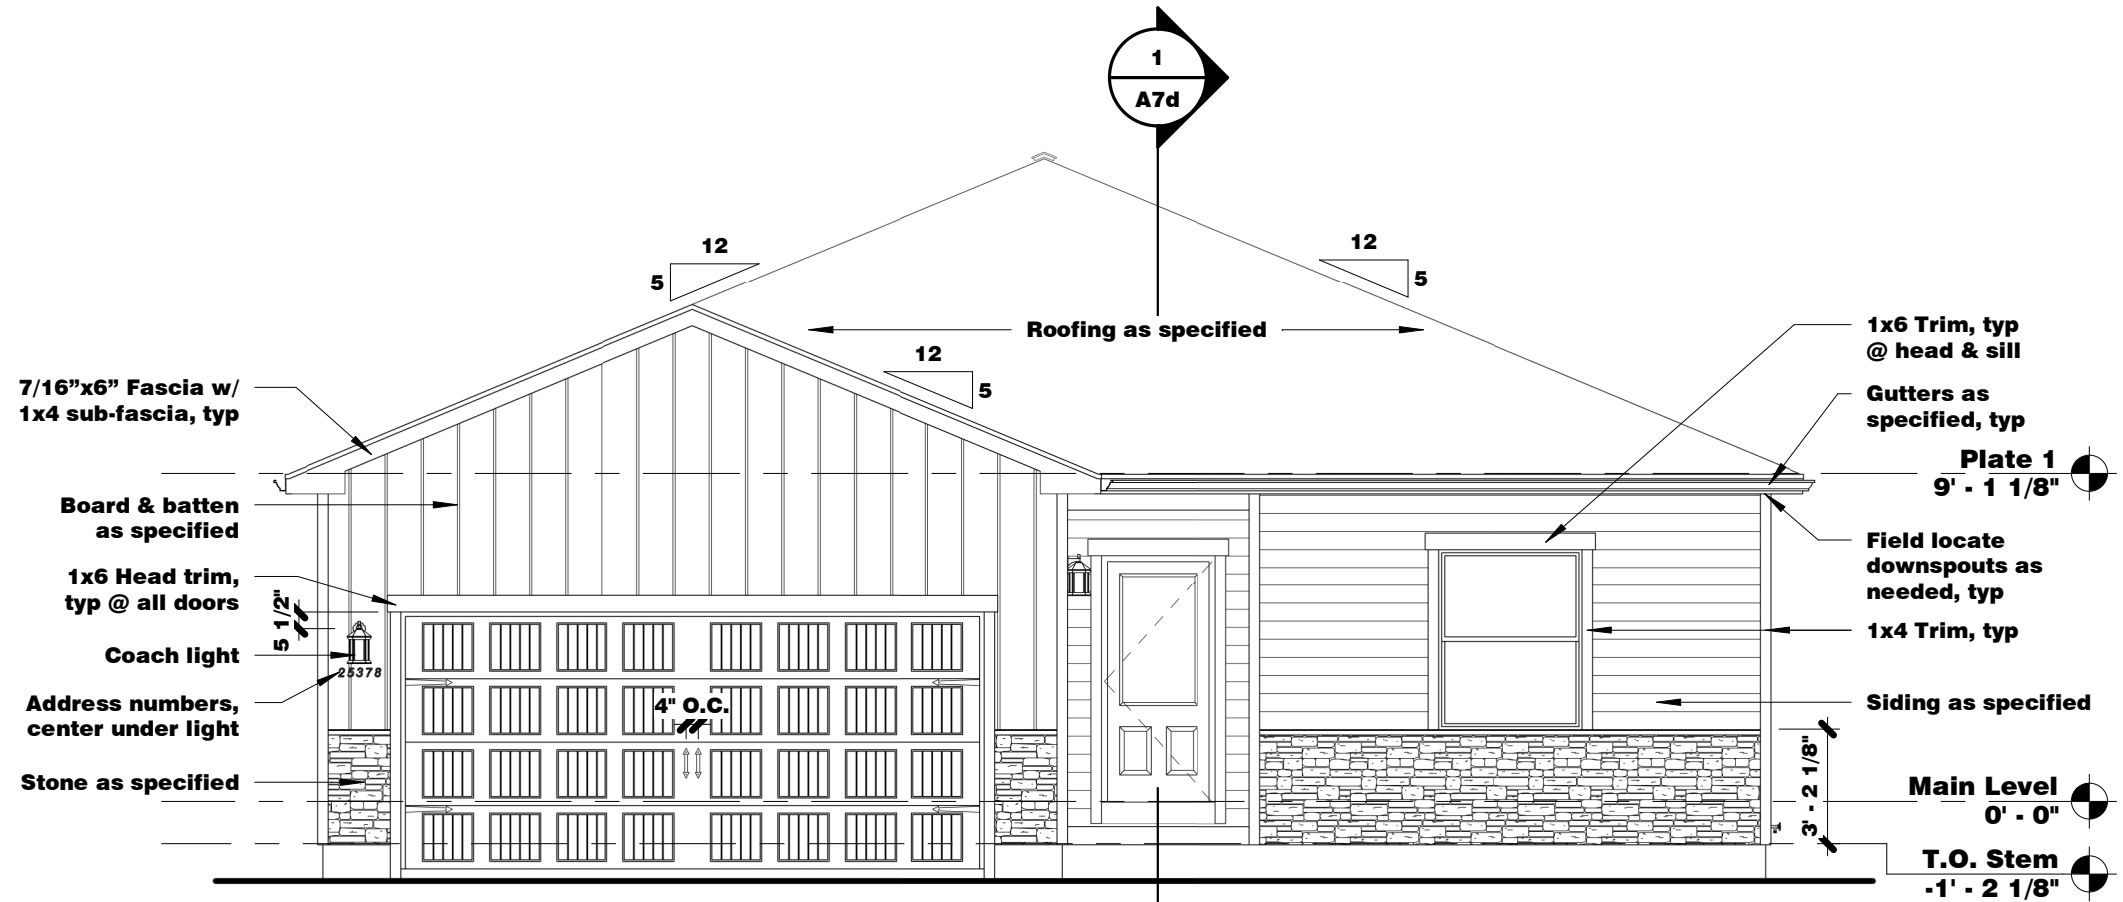 1
A7d
12
5
12
5
Roofing as specified
12
5
7/16”x6” Fascia w/
1x4 sub-fascia, typ
Board & batten
as specified
1x6 Head trim,
typ @ all doors
5 1/2"
Coach light
25378
Address numbers,
center under light
4" O.C.
Stone as specified
1x6 Trim, typ
@ head & sill
Gutters as
specified, typ
Plate 1
9' - 1 1/8"
Field locate
downspouts as
needed, typ
1x4 Trim, typ
Siding as specified
3' - 2 1/8"
Main Level
0' - 0"
T.O. Stem
-1' - 2 1/8"